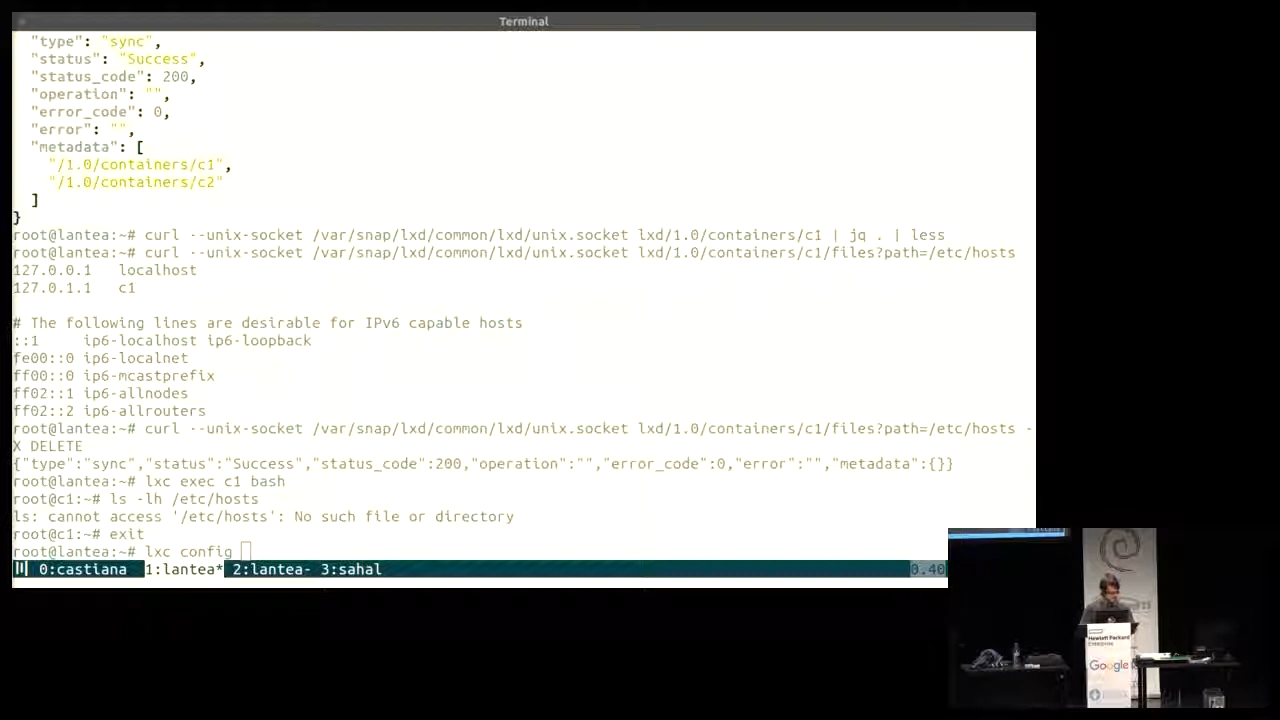 Terminal
"type": "sync",
"status": "Success",
"status_code": 200,
"operation": "",
"error_code": 0,
"error": "",
"metadata": [
"/1.0/containers/c1",
"/1.0/containers/c2"
]
}
root@lantea:~# curl --unix-socket /var/snap/lxd/common/lxd/unix.socket lxd/1.0/containers/c1 | jq . | less
root@lantea:~# curl --unix-socket /var/snap/lxd/common/lxd/unix.socket lxd/1.0/containers/c1/files?path=/etc/hosts
127.0.0.1   localhost
127.0.1.1   c1
# The following lines are desirable for IPv6 capable hosts
::1     ip6-localhost ip6-loopback
fe00::0 ip6-localnet
ff00::0 ip6-mcastprefix
ff02::1 ip6-allnodes
ff02::2 ip6-allrouters
root@lantea:~# curl --unix-socket /var/snap/lxd/common/lxd/unix.socket lxd/1.0/containers/c1/files?path=/etc/hosts -
X DELETE
{"type":"sync","status":"Success","status_code":200,"operation":"","error_code":0,"error":"","metadata":{}}
root@lantea:~# lxc exec c1 bash
root@c1:~# ls -lh /etc/hosts
ls: cannot access '/etc/hosts': No such file or directory
root@c1:~# exit
root@lantea:~# lxc config
0:castiana 1:lantea* 2:lantea- 3:sahal
0.40
Hewlett Packard
Enterprise
Google